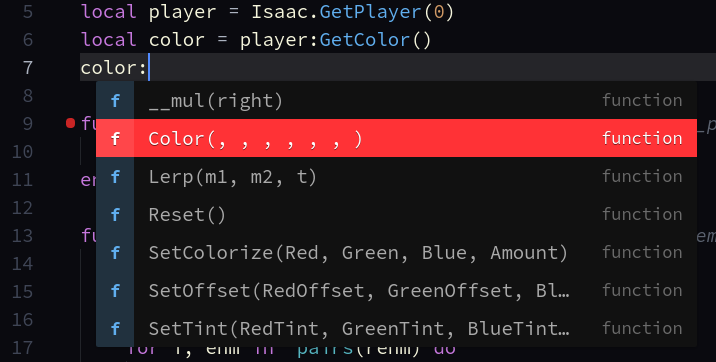 5 local player = Isaac.GetPlayer(0)
6 local color = player:GetColor()
7 color:
8
f __mul(right) function
9 fu
f Color(, , , , , , ) function
_p
10
f Lerp(m1, m2, t) function
11 en
12
f Reset() function
13 fu
f SetColorize(Red, Green, Blue, Amount) function
em
14
f SetOffset(RedOffset, GreenOffset, Bl… function
15
16
f SetTint(RedTint, GreenTint, BlueTint… function
17 for i, enm in pairs(renm) do